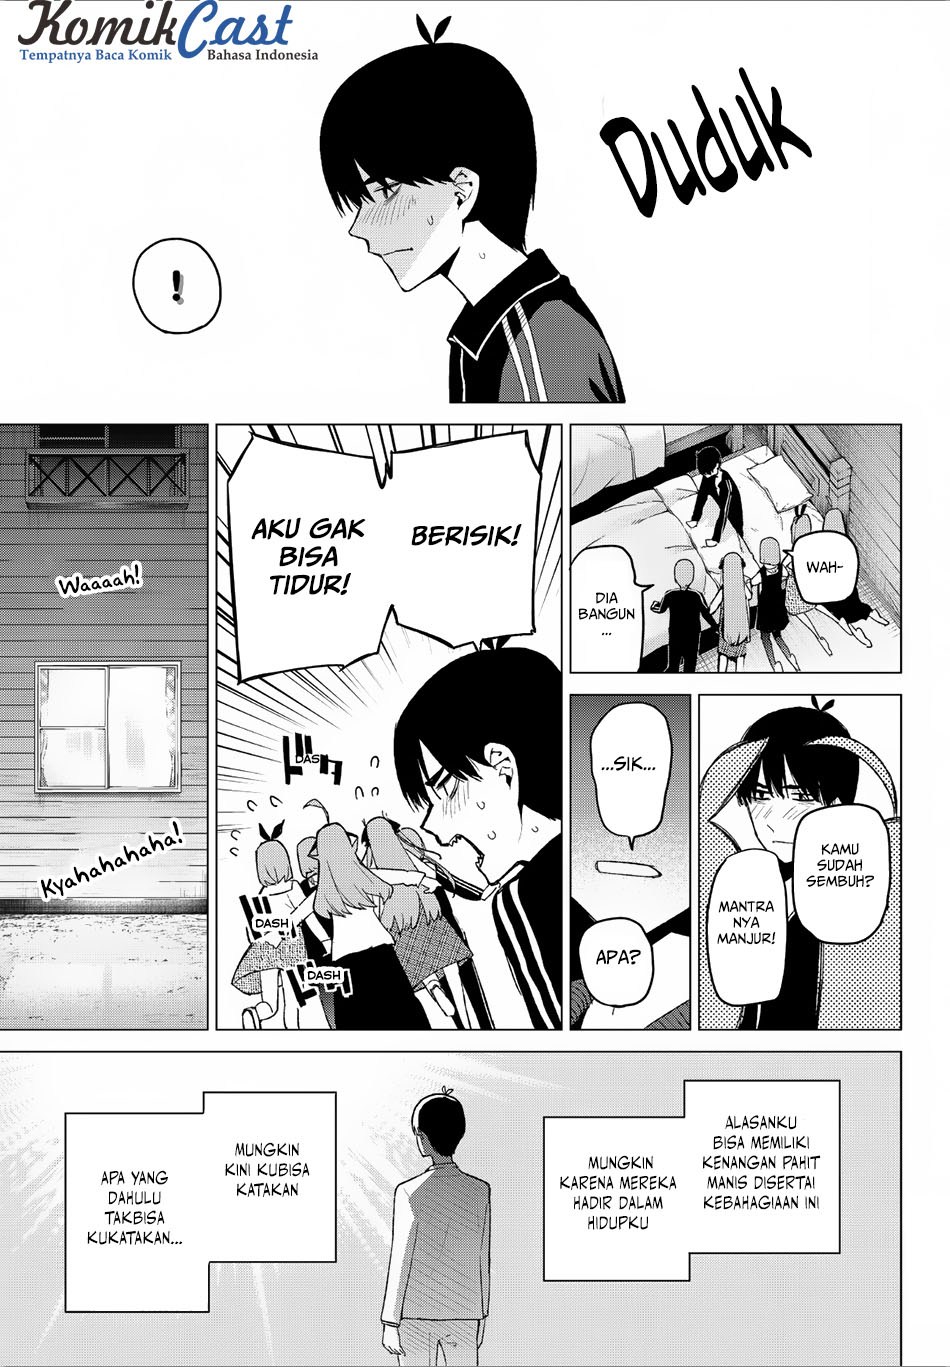 KomikCast
Tempatnya Baca Komik Bahasa Indonesia
Duduk
!
WAH-
DIA
BANGUN
...
KAMU
SUDAH
SEMBUH?
MANTRA
NYA
MANJUR!
...SIK...
APA?
BERISIK!
AKU GAK
BISA
TIDUR!
DASH
DASH
Waaaah!
Kyahahahaha!
ALASANKU
BISA MEMILIKI
KENANGAN PAHIT
MANIS DISERTAI
KEBAHAGIAAN INI
MUNGKIN
KARENA MEREKA
HADIR DALAM
HIDUPKU
MUNGKIN
KINI KUBISA
KATAKAN
APA YANG
DAHULU
TAKBISA
KUKATAKAN...